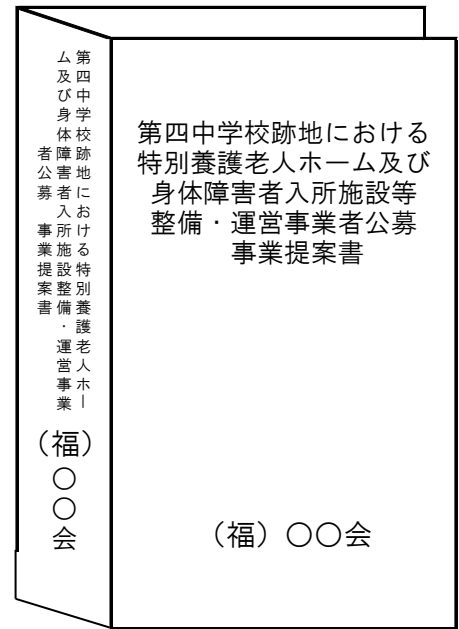 第四中学校跡地における特別養護老人ホー
ム及び身体障害者入所施設整備・運営事業
者公募　事業提案書
（福）
〇〇会
第四中学校跡地における
特別養護老人ホーム及び
身体障害者入所施設等
整備・運営事業者公募
事業提案書
（福）〇〇会